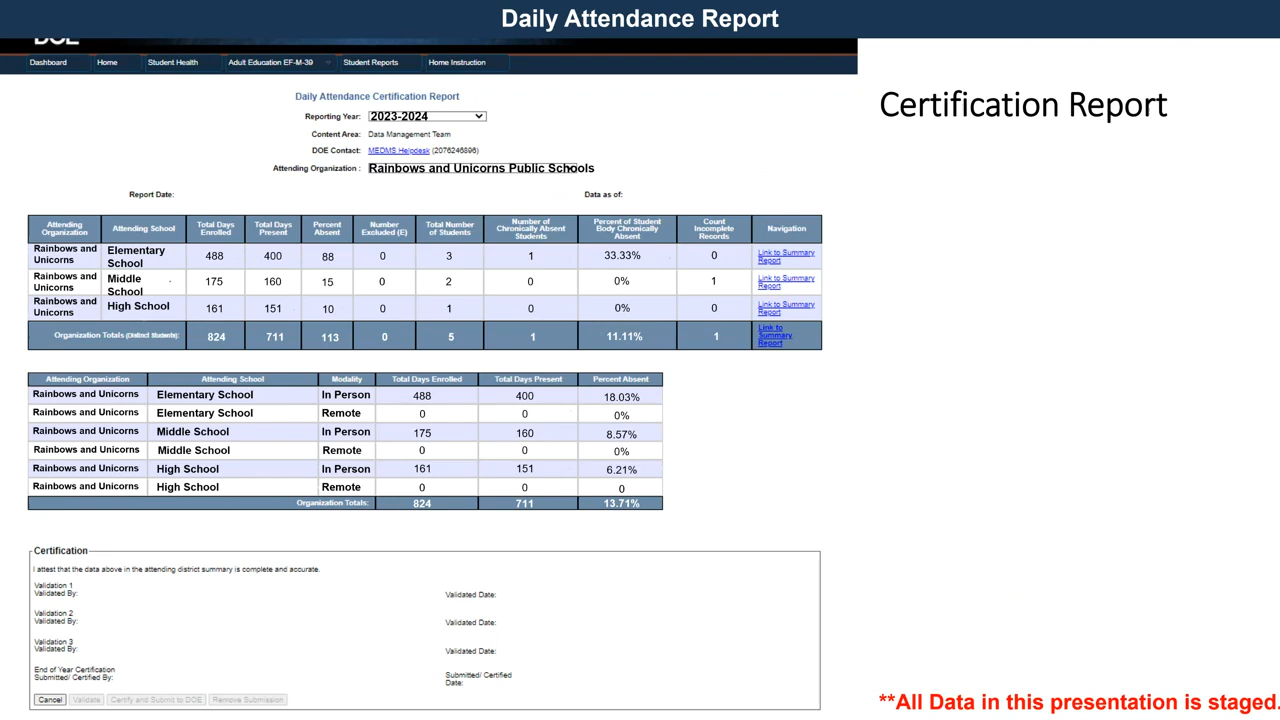 Daily Attendance Report
DOE
Dashboard Home Student Health Adult Education EF-M-39 Student Reports Home Instruction
Certification Report
Daily Attendance Certification Report
Reporting Year: 2023-2024
Content Area: Data Management Team
DOE Contact: MEDMS Helpdesk (2076246896)
Attending Organization : Rainbows and Unicorns Public Schools
Report Date: Data as of:
Attending Organization Attending School Total Days Enrolled Total Days Present Percent Absent Number Excluded (E) Total Number of Students Number of Chronically Absent Students Percent of Student Body Chronically Absent Count Incomplete Records Navigation
Rainbows and Unicorns Elementary School 488 400 88 0 3 1 33.33% 0 Link to Summary Report
Rainbows and Unicorns Middle School 175 160 15 0 2 0 0% 1 Link to Summary Report
Rainbows and Unicorns High School 161 151 10 0 1 0 0% 0 Link to Summary Report
Organization Totals (Distinct Students): 824 711 113 0 5 1 11.11% 1 Link to Summary Report
Attending Organization Attending School Modality Total Days Enrolled Total Days Present Percent Absent
Rainbows and Unicorns Elementary School In Person 488 400 18.03%
Rainbows and Unicorns Elementary School Remote 0 0 0%
Rainbows and Unicorns Middle School In Person 175 160 8.57%
Rainbows and Unicorns Middle School Remote 0 0 0%
Rainbows and Unicorns High School In Person 161 151 6.21%
Rainbows and Unicorns High School Remote 0 0 0
Organization Totals: 824 711 13.71%
Certification
I attest that the data above in the attending district summary is complete and accurate.
Validation 1
Validated By: Validated Date:
Validation 2
Validated By: Validated Date:
Validation 3
Validated By: Validated Date:
End of Year Certification
Submitted/ Certified By: Submitted/ Certified Date:
Cancel Validate Certify and Submit to DOE Remove Submission
**All Data in this presentation is staged.